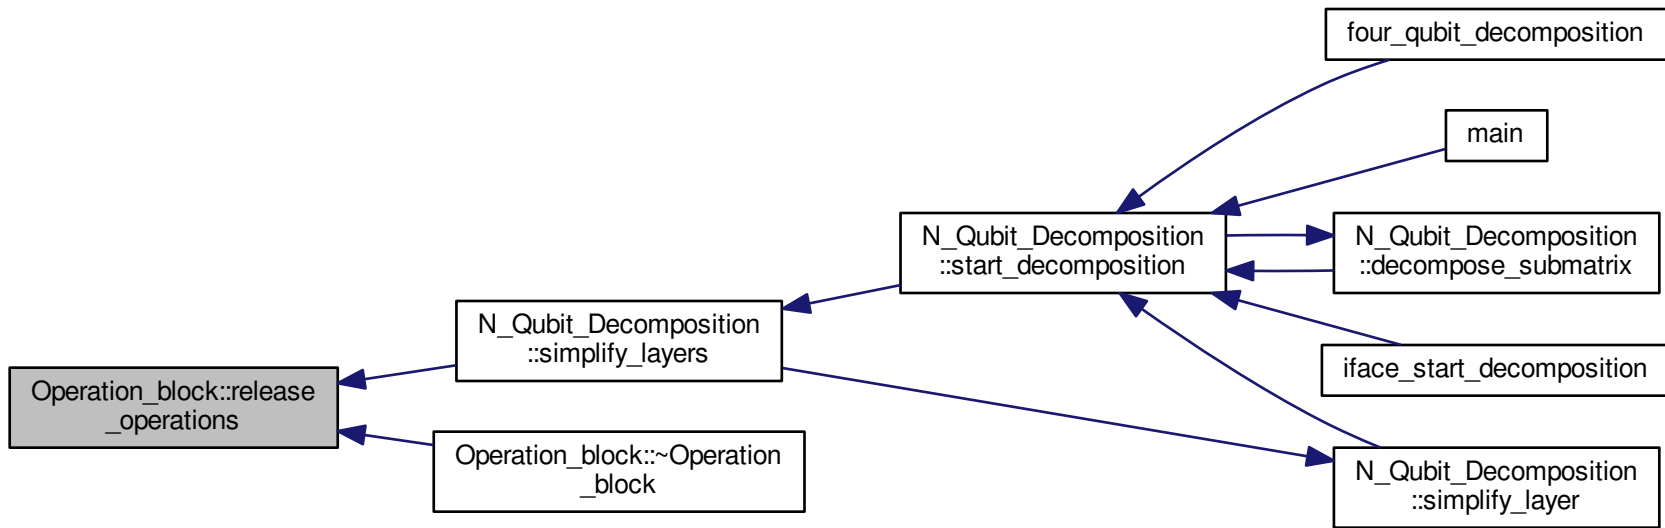 four_qubit_decomposition
main
N_Qubit_Decomposition
::start_decomposition
N_Qubit_Decomposition
::decompose_submatrix
N_Qubit_Decomposition
::simplify_layers
iface_start_decomposition
Operation_block::release
_operations
Operation_block::~Operation
_block
N_Qubit_Decomposition
::simplify_layer